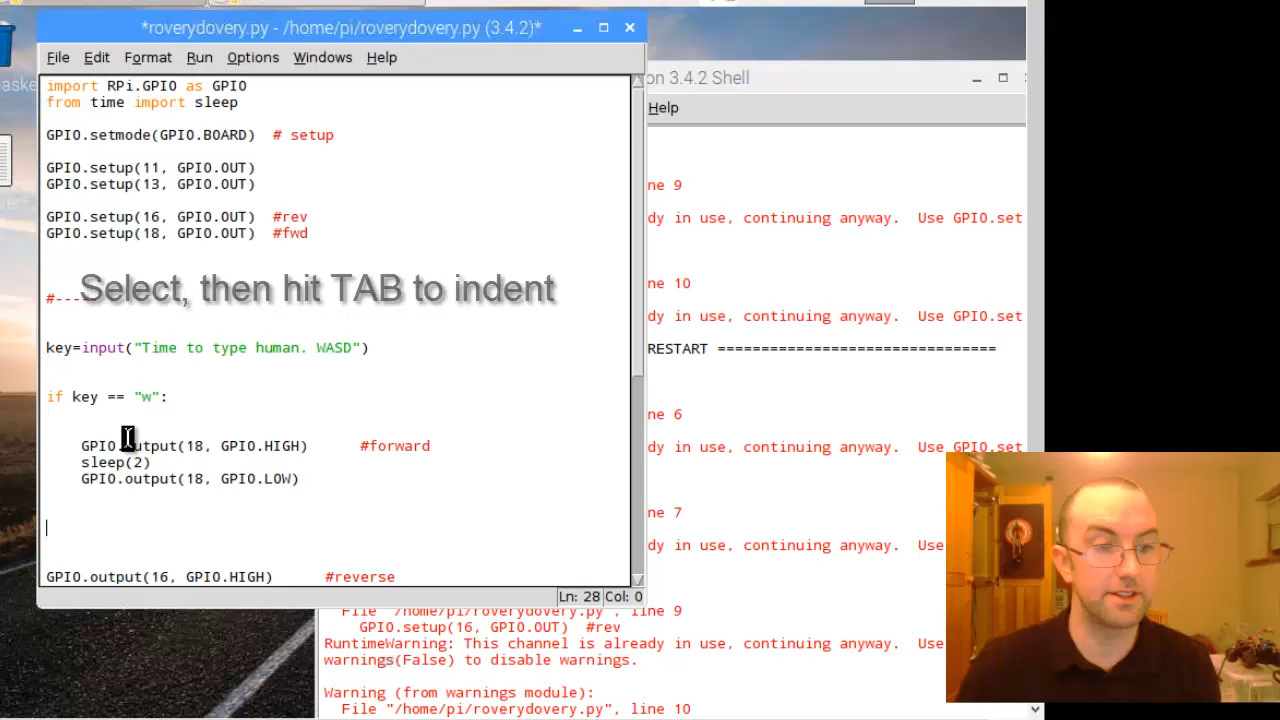 *roverydovery.py - /home/pi/roverydovery.py (3.4.2)*
File Edit Format Run Options Windows Help
import RPi.GPIO as GPIO
from time import sleep
GPIO.setmode(GPIO.BOARD) # setup
GPIO.setup(11, GPIO.OUT)
GPIO.setup(13, GPIO.OUT)
GPIO.setup(16, GPIO.OUT) #rev
GPIO.setup(18, GPIO.OUT) #fwd
#----
Select, then hit TAB to indent
key=input("Time to type human. WASD")
if key == "w":
GPIO.output(18, GPIO.HIGH) #forward
sleep(2)
GPIO.output(18, GPIO.LOW)
GPIO.output(16, GPIO.HIGH) #reverse
Ln: 28 Col: 0
on 3.4.2 Shell
Help
ne 9
dy in use, continuing anyway. Use GPIO.set
ne 10
dy in use, continuing anyway. Use GPIO.set
RESTART ================================
ne 6
dy in use, continuing anyway. Use GPIO.set
ne 7
dy in use, continuing anyway. Use
File "/home/pi/roverydovery.py", line 9
GPIO.setup(16, GPIO.OUT) #rev
RuntimeWarning: This channel is already in use, continuing anyway. Use
warnings(False) to disable warnings.
Warning (from warnings module):
File "/home/pi/roverydovery.py", line 10